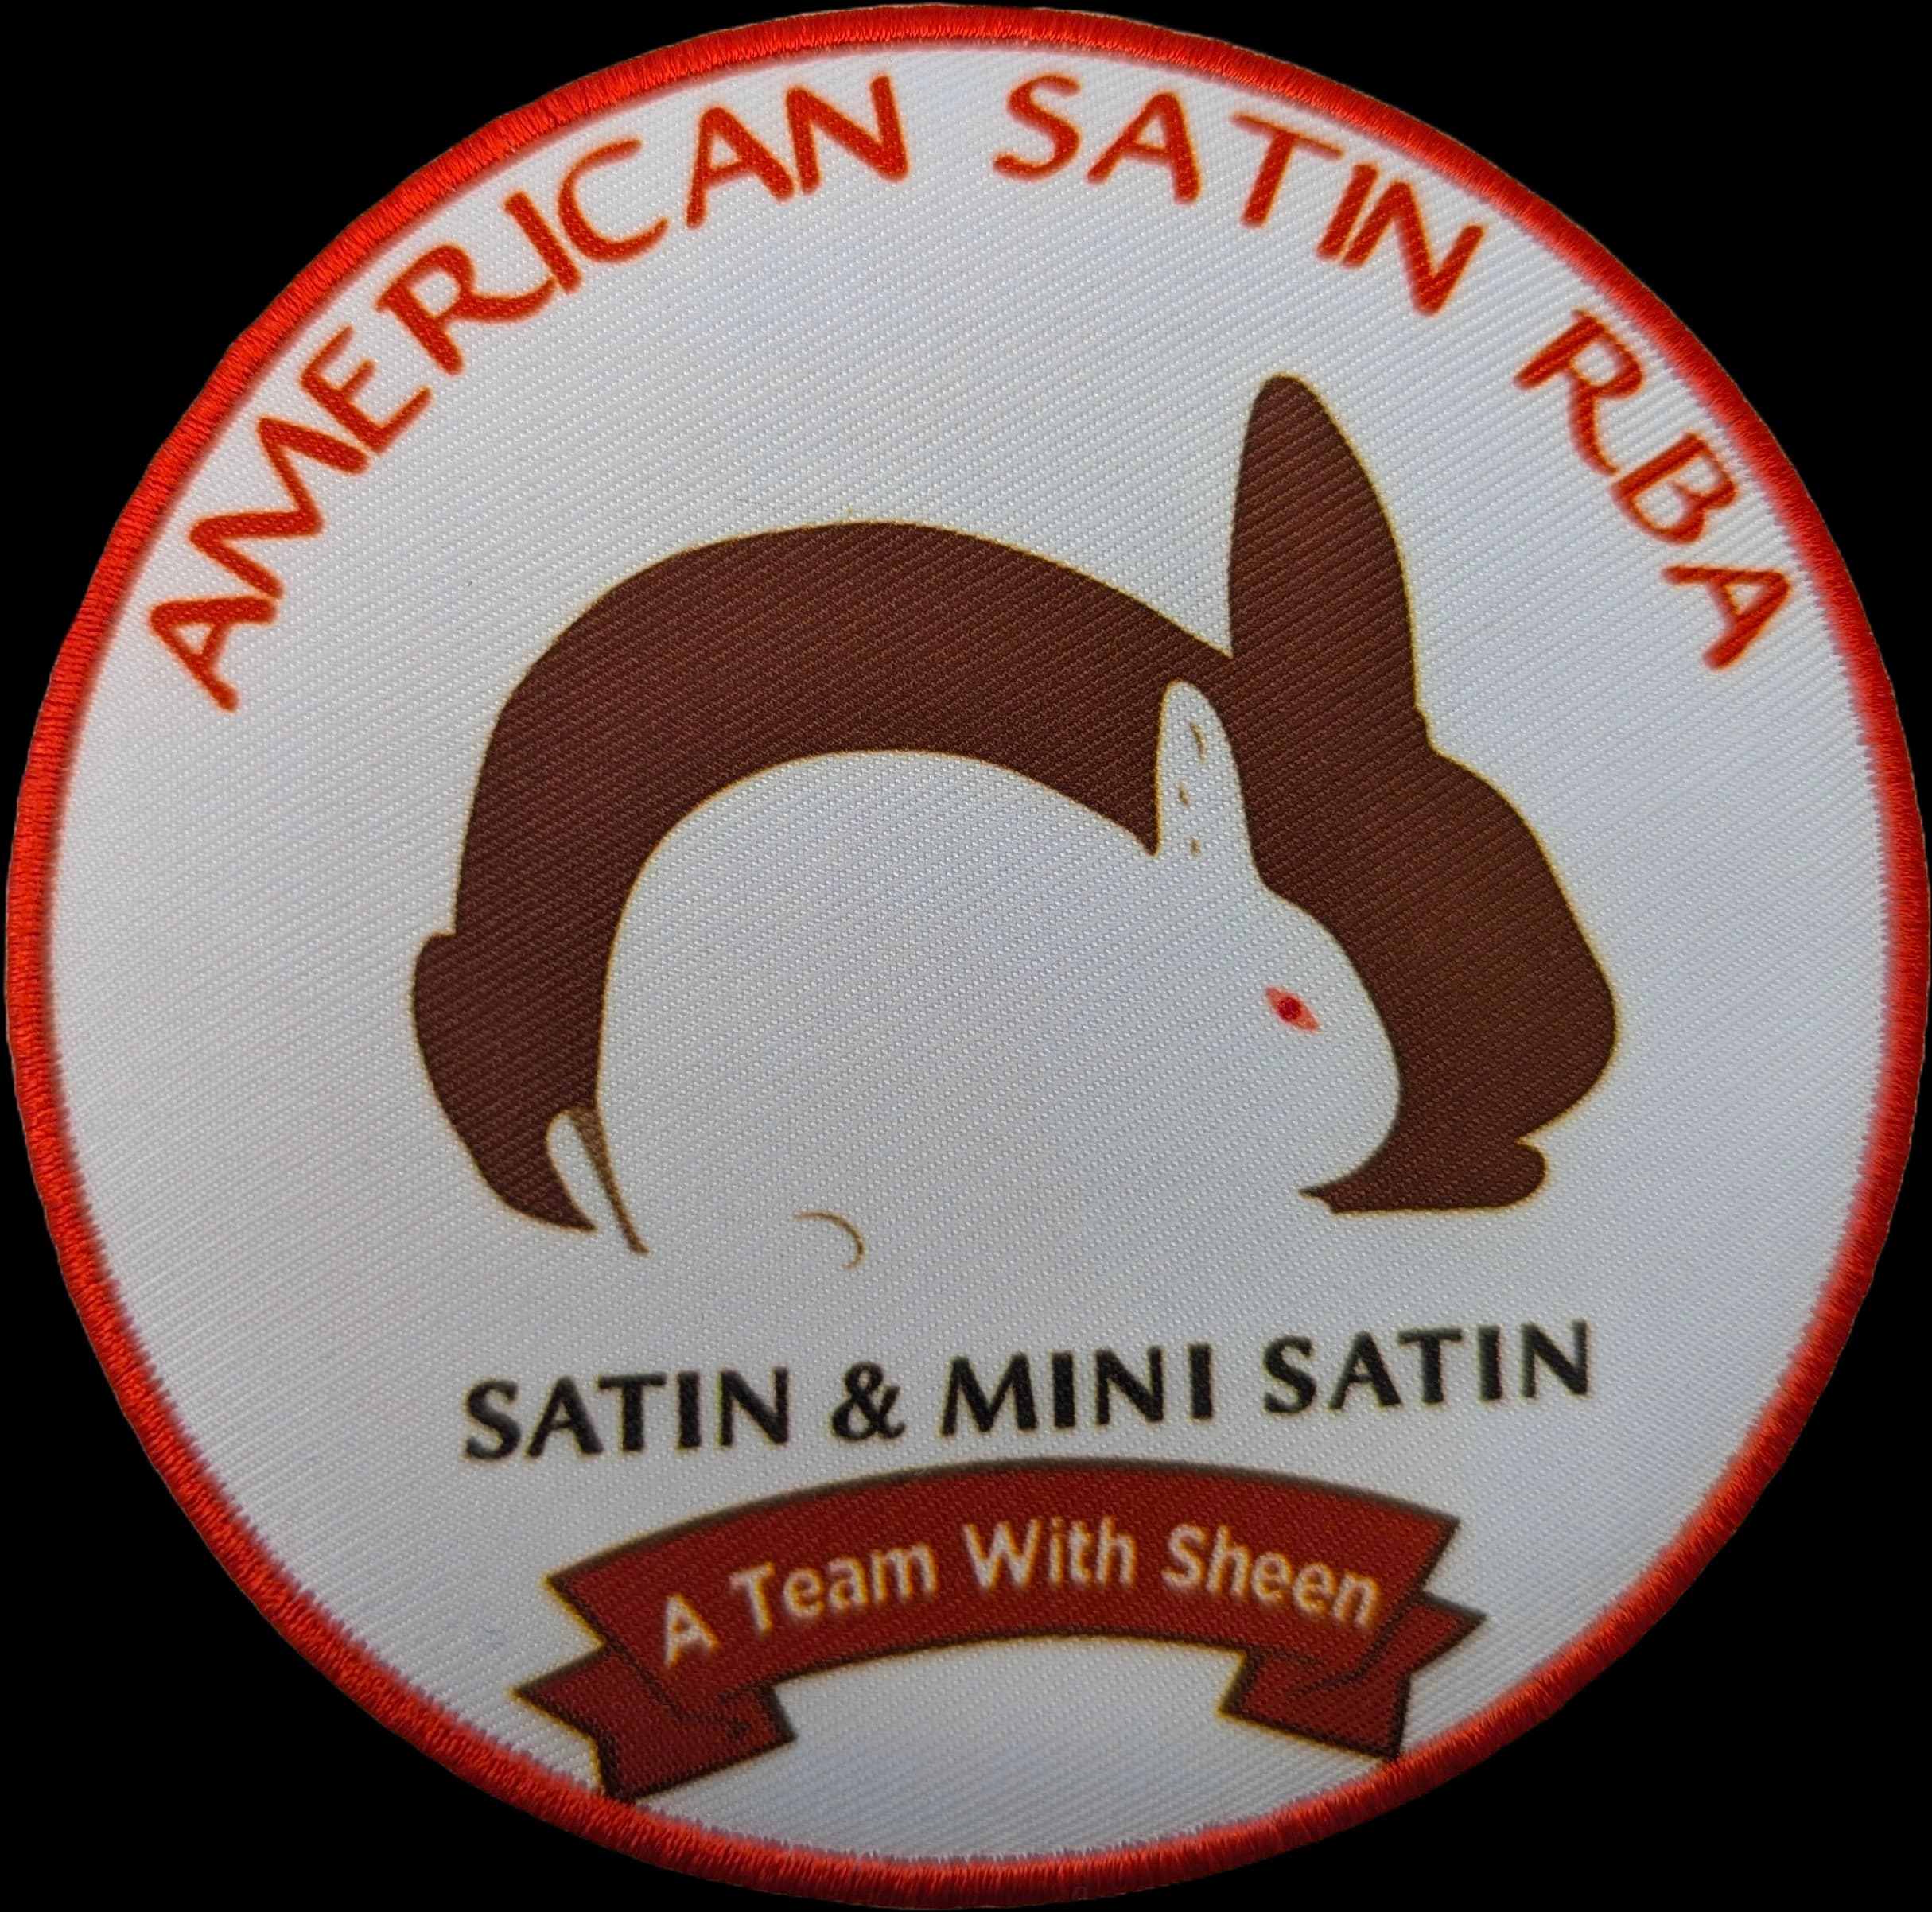 AMERICAN SATIN RBA
SATIN & MINI SATIN
A Team With Sheen